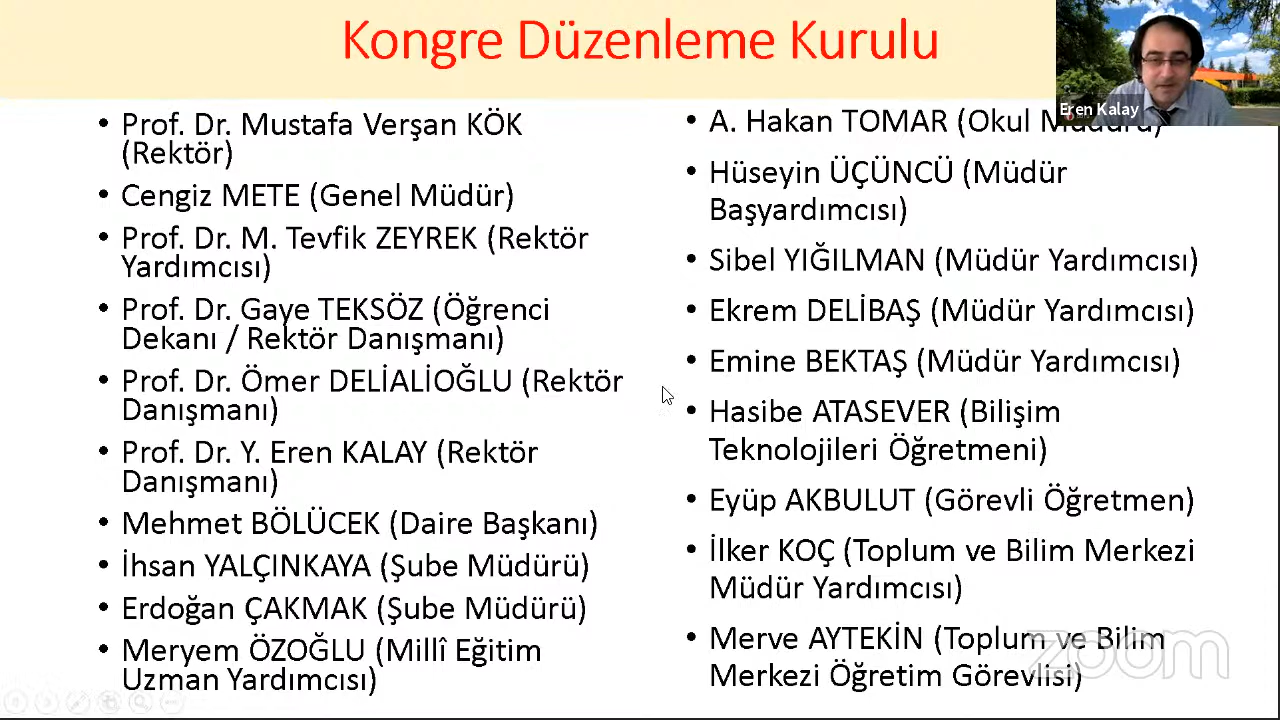 Kongre Düzenleme Kurulu
Eren Kalay
• Prof. Dr. Mustafa Verşan KÖK
(Rektör)
• Cengiz METE (Genel Müdür)
• Prof. Dr. M. Tevfik ZEYREK (Rektör
Yardımcısı)
• Prof. Dr. Gaye TEKSÖZ (Öğrenci
Dekanı / Rektör Danışmanı)
• Prof. Dr. Ömer DELİALİOĞLU (Rektör
Danışmanı)
• Prof. Dr. Y. Eren KALAY (Rektör
Danışmanı)
• Mehmet BÖLÜCEK (Daire Başkanı)
• İhsan YALÇINKAYA (Şube Müdürü)
• Erdoğan ÇAKMAK (Şube Müdürü)
• Meryem ÖZOĞLU (Millî Eğitim
Uzman Yardımcısı)
• A. Hakan TOMAR (Okul Müdürü)
• Hüseyin ÜÇÜNCÜ (Müdür
Başyardımcısı)
• Sibel YIĞILMAN (Müdür Yardımcısı)
• Ekrem DELİBAŞ (Müdür Yardımcısı)
• Emine BEKTAŞ (Müdür Yardımcısı)
• Hasibe ATASEVER (Bilişim
Teknolojileri Öğretmeni)
• Eyüp AKBULUT (Görevli Öğretmen)
• İlker KOÇ (Toplum ve Bilim Merkezi
Müdür Yardımcısı)
• Merve AYTEKİN (Toplum ve Bilim
Merkezi Öğretim Görevlisi)
zoom